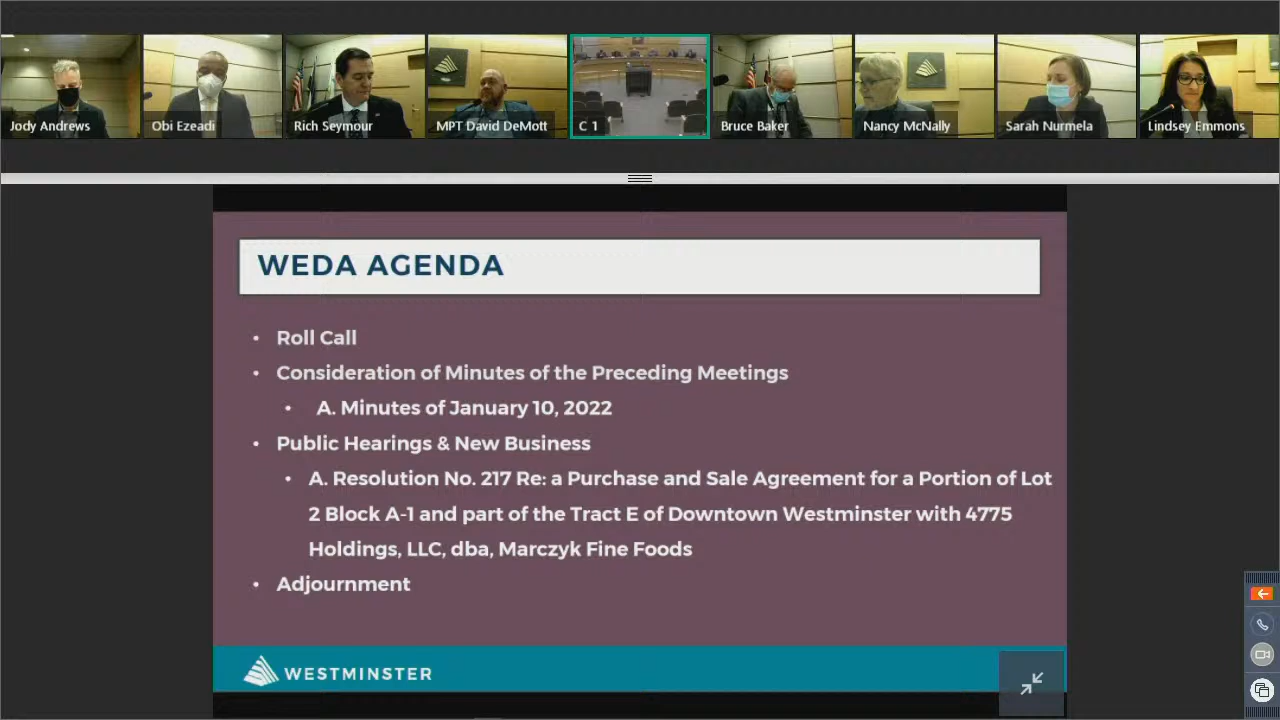 Jody Andrews
Obi Ezeadi
Rich Seymour
MPT David DeMott
C 1
Bruce Baker
Nancy McNally
Sarah Nurmela
Lindsey Emmons
WEDA AGENDA
• Roll Call
• Consideration of Minutes of the Preceding Meetings
• A. Minutes of January 10, 2022
• Public Hearings & New Business
• A. Resolution No. 217 Re: a Purchase and Sale Agreement for a Portion of Lot
2 Block A-1 and part of the Tract E of Downtown Westminster with 4775
Holdings, LLC, dba, Marczyk Fine Foods
• Adjournment
WESTMINSTER